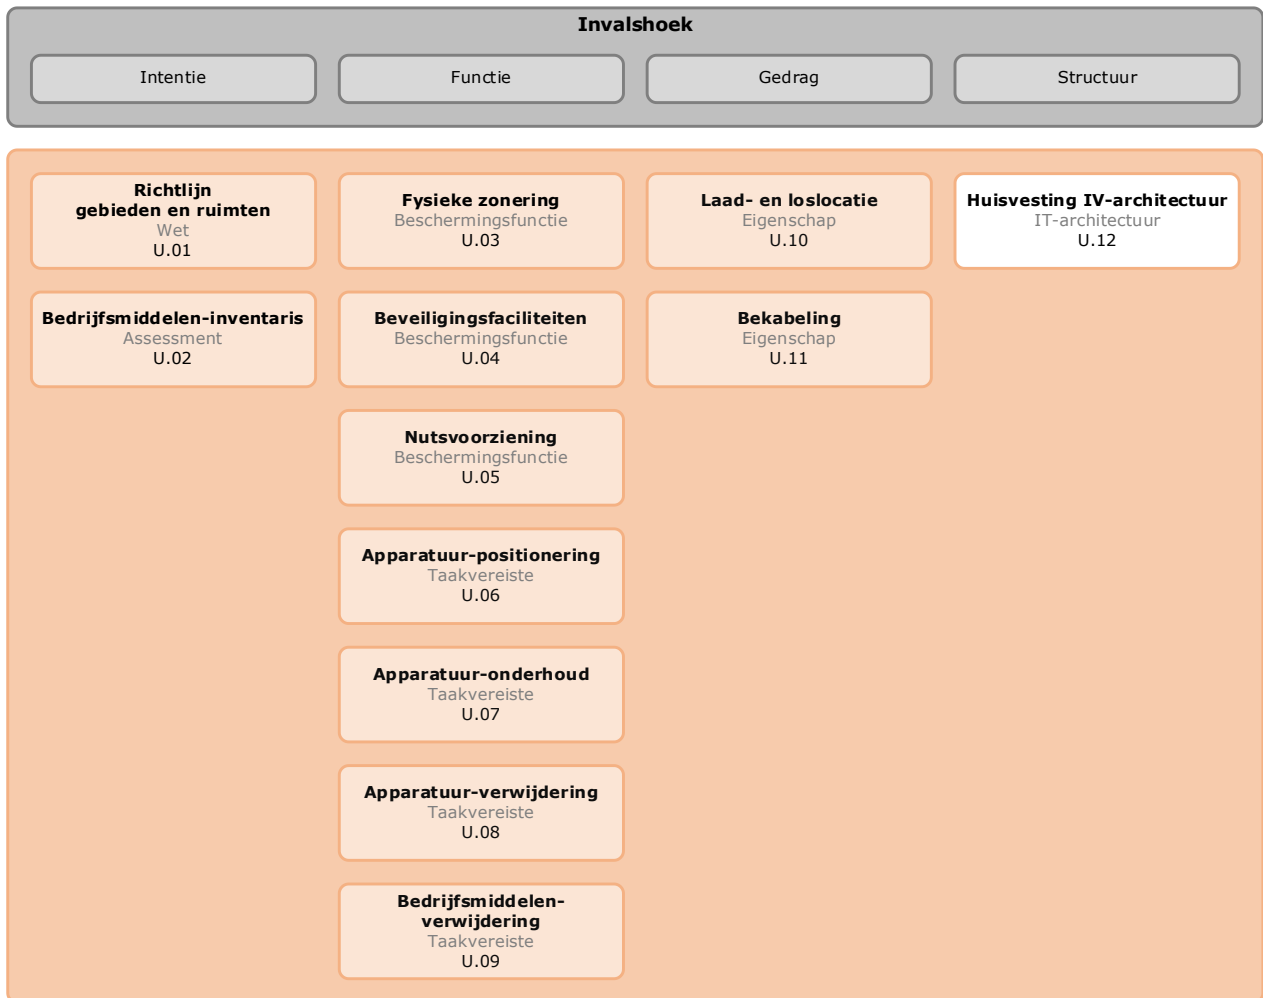 Invalshoek
Intentie
Functie
Gedrag
Structuur
Richtlijn
gebieden en ruimten
Wet
U.01
Fysieke zonering
Beschermingsfunctie
U.03
Laad- en loslocatie
Eigenschap
U.10
Huisvesting IV-architectuur
IT-architectuur
U.12
Bedrijfsmiddelen-inventaris
Assessment
U.02
Beveiligingsfaciliteiten
Beschermingsfunctie
U.04
Bekabeling
Eigenschap
U.11
Nutsvoorziening
Beschermingsfunctie
U.05
Apparatuur-positionering
Taakvereiste
U.06
Apparatuur-onderhoud
Taakvereiste
U.07
Apparatuur-verwijdering
Taakvereiste
U.08
Bedrijfsmiddelen-
verwijdering
Taakvereiste
U.09